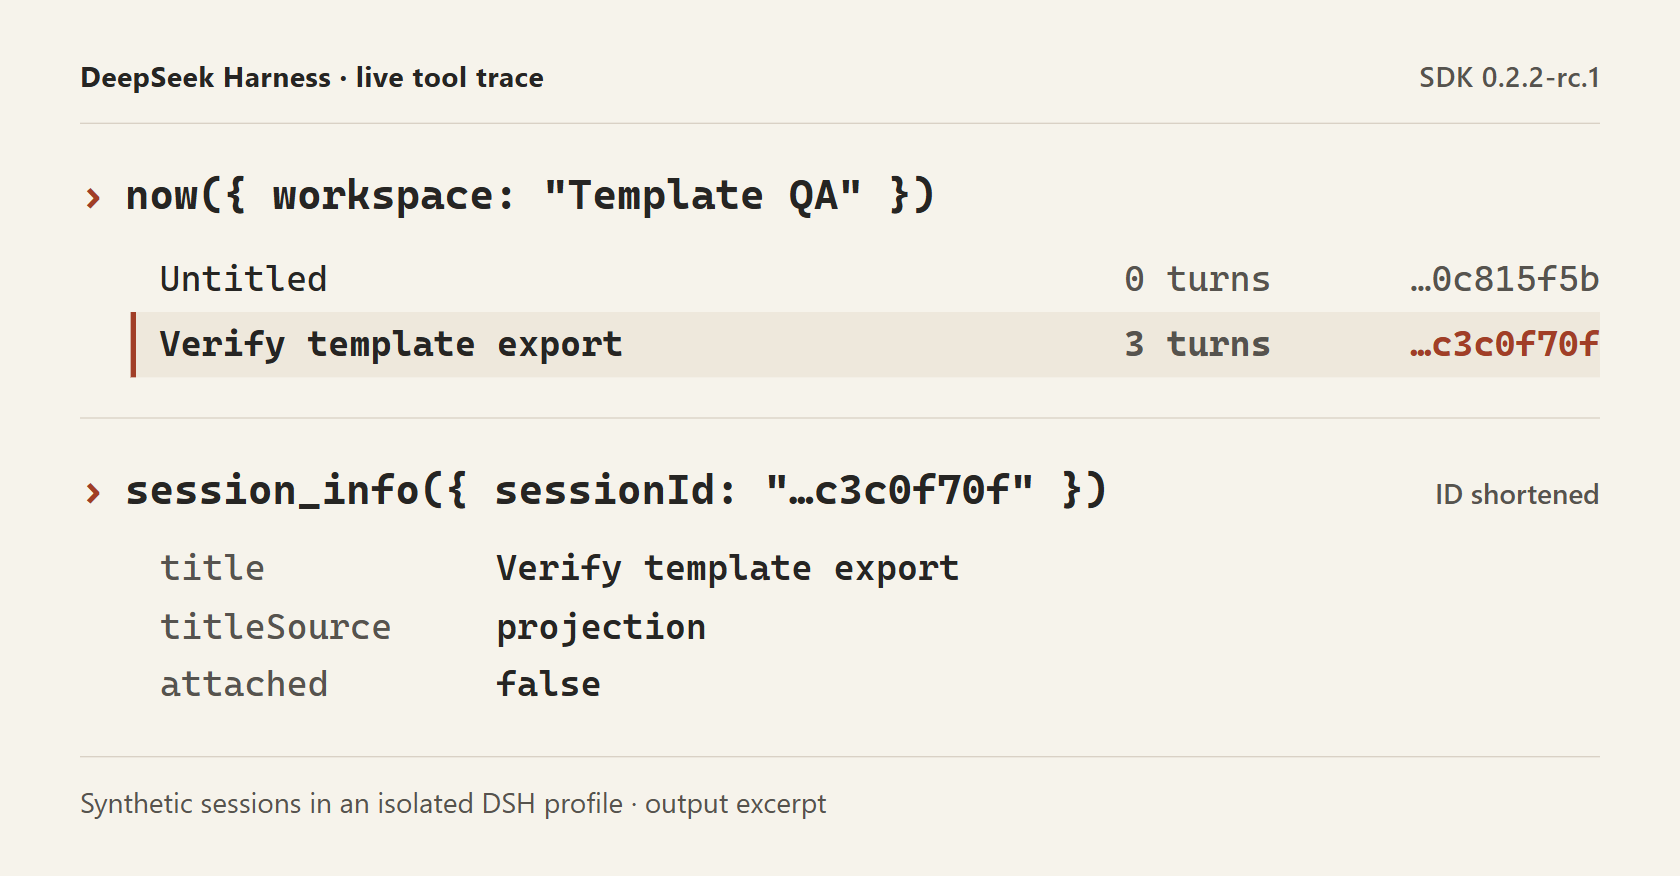 DeepSeek Harness · live tool trace SDK 0.2.2-rc.1
› now({ workspace: "Template QA" })
Untitled 0 turns …0c815f5b
Verify template export 3 turns …c3c0f70f
› session_info({ sessionId: "…c3c0f70f" }) ID shortened
title Verify template export
titleSource projection
attached false
Synthetic sessions in an isolated DSH profile · output excerpt